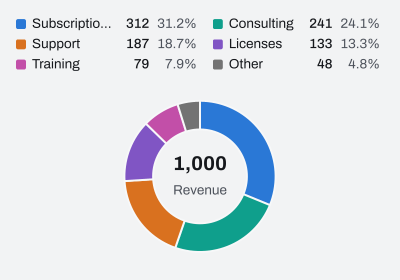 Subscriptio... 312 31.2% Consulting 241 24.1%
Support 187 18.7% Licenses 133 13.3%
Training 79 7.9% Other 48 4.8%
1,000
Revenue